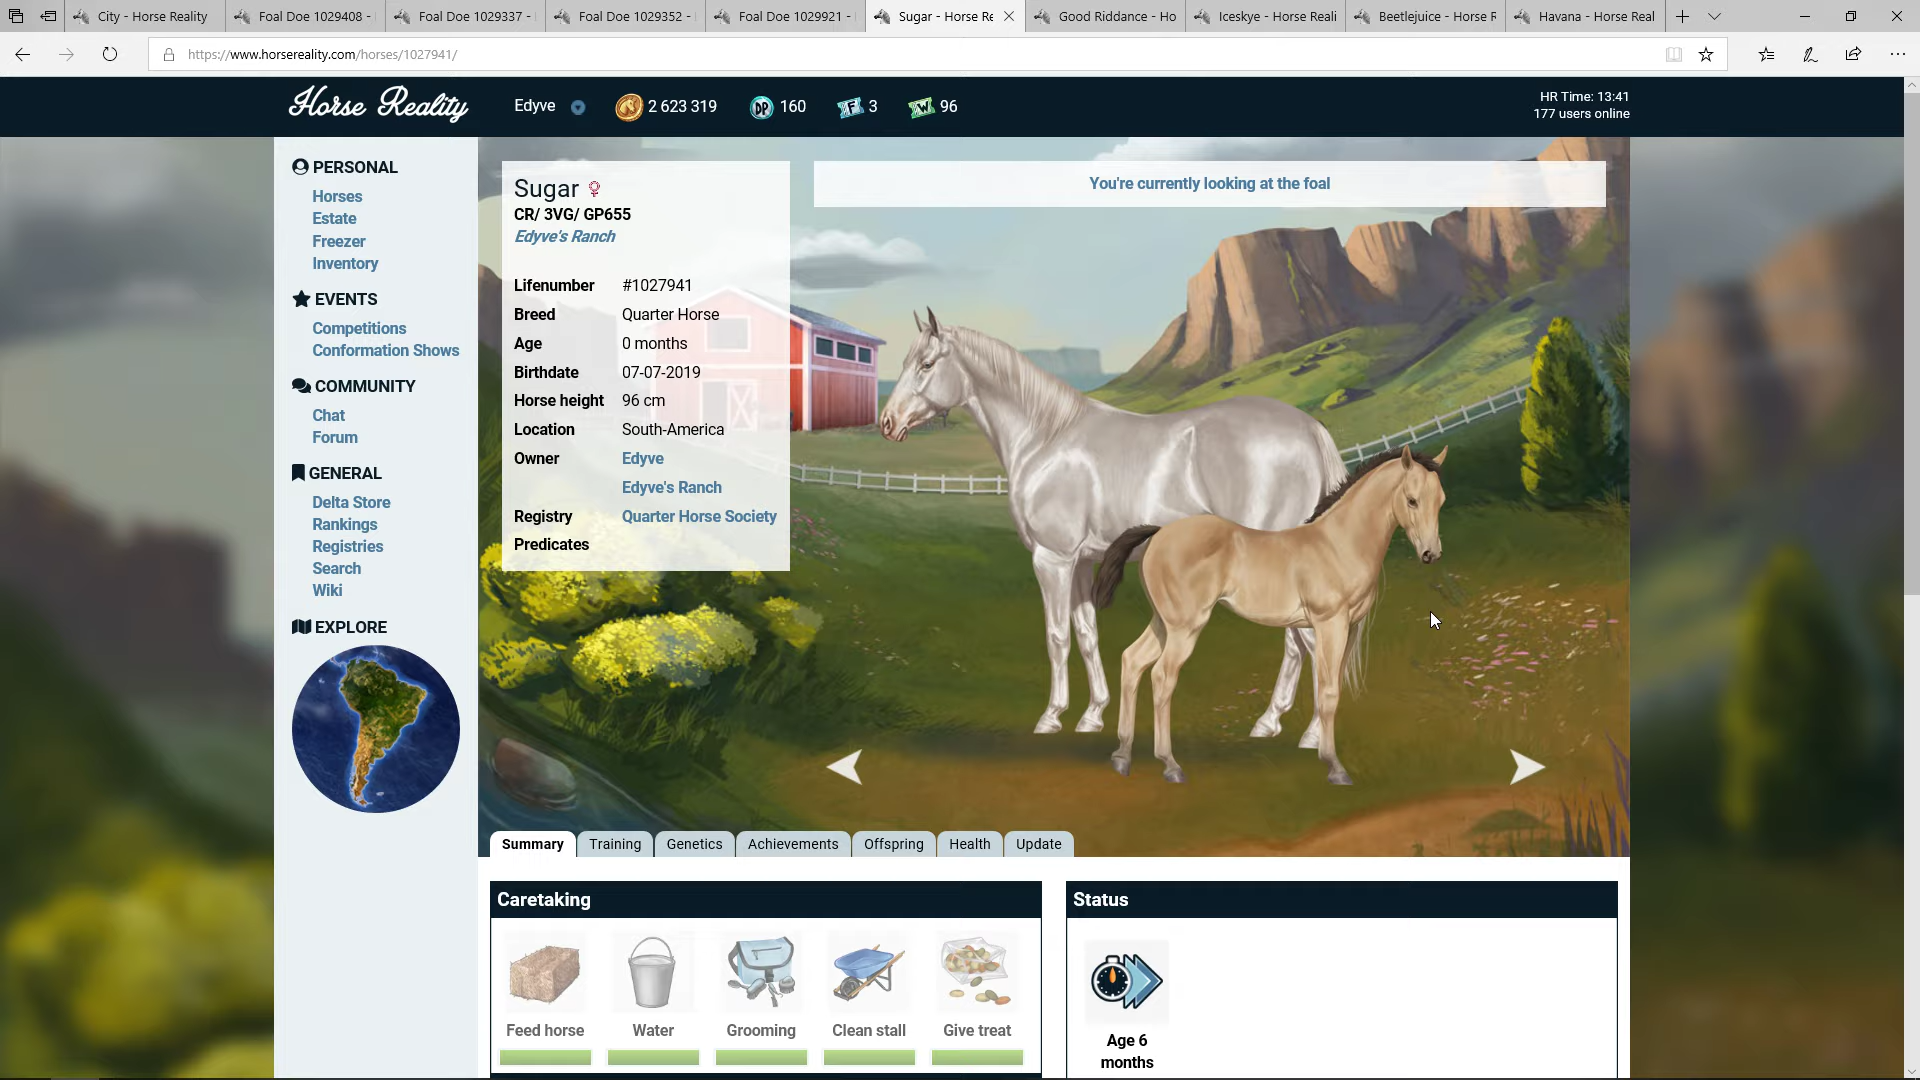 City - Horse Reality
Foal Doe 1029408 -
Foal Doe 1029337 -
Foal Doe 1029352 -
Foal Doe 1029921 -
Sugar - Horse Re
Good Riddance - Ho
Iceskye - Horse Reali
Beetlejuice - Horse R
Havana - Horse Real
https://www.horsereality.com/horses/1027941/
Horse Reality
Edyve
2 623 319
DP
160
F
3
W
96
HR Time: 13:41
177 users online
PERSONAL
Horses
Estate
Freezer
Inventory
EVENTS
Competitions
Conformation Shows
COMMUNITY
Chat
Forum
GENERAL
Delta Store
Rankings
Registries
Search
Wiki
EXPLORE
Sugar
CR/ 3VG/ GP655
Edyve's Ranch
Lifenumber #1027941
Breed Quarter Horse
Age 0 months
Birthdate 07-07-2019
Horse height 96 cm
Location South-America
Owner Edyve
Edyve's Ranch
Registry Quarter Horse Society
Predicates
You're currently looking at the foal
Summary Training Genetics Achievements Offspring Health Update
Caretaking
Feed horse Water Grooming Clean stall Give treat
Status
Age 6
months